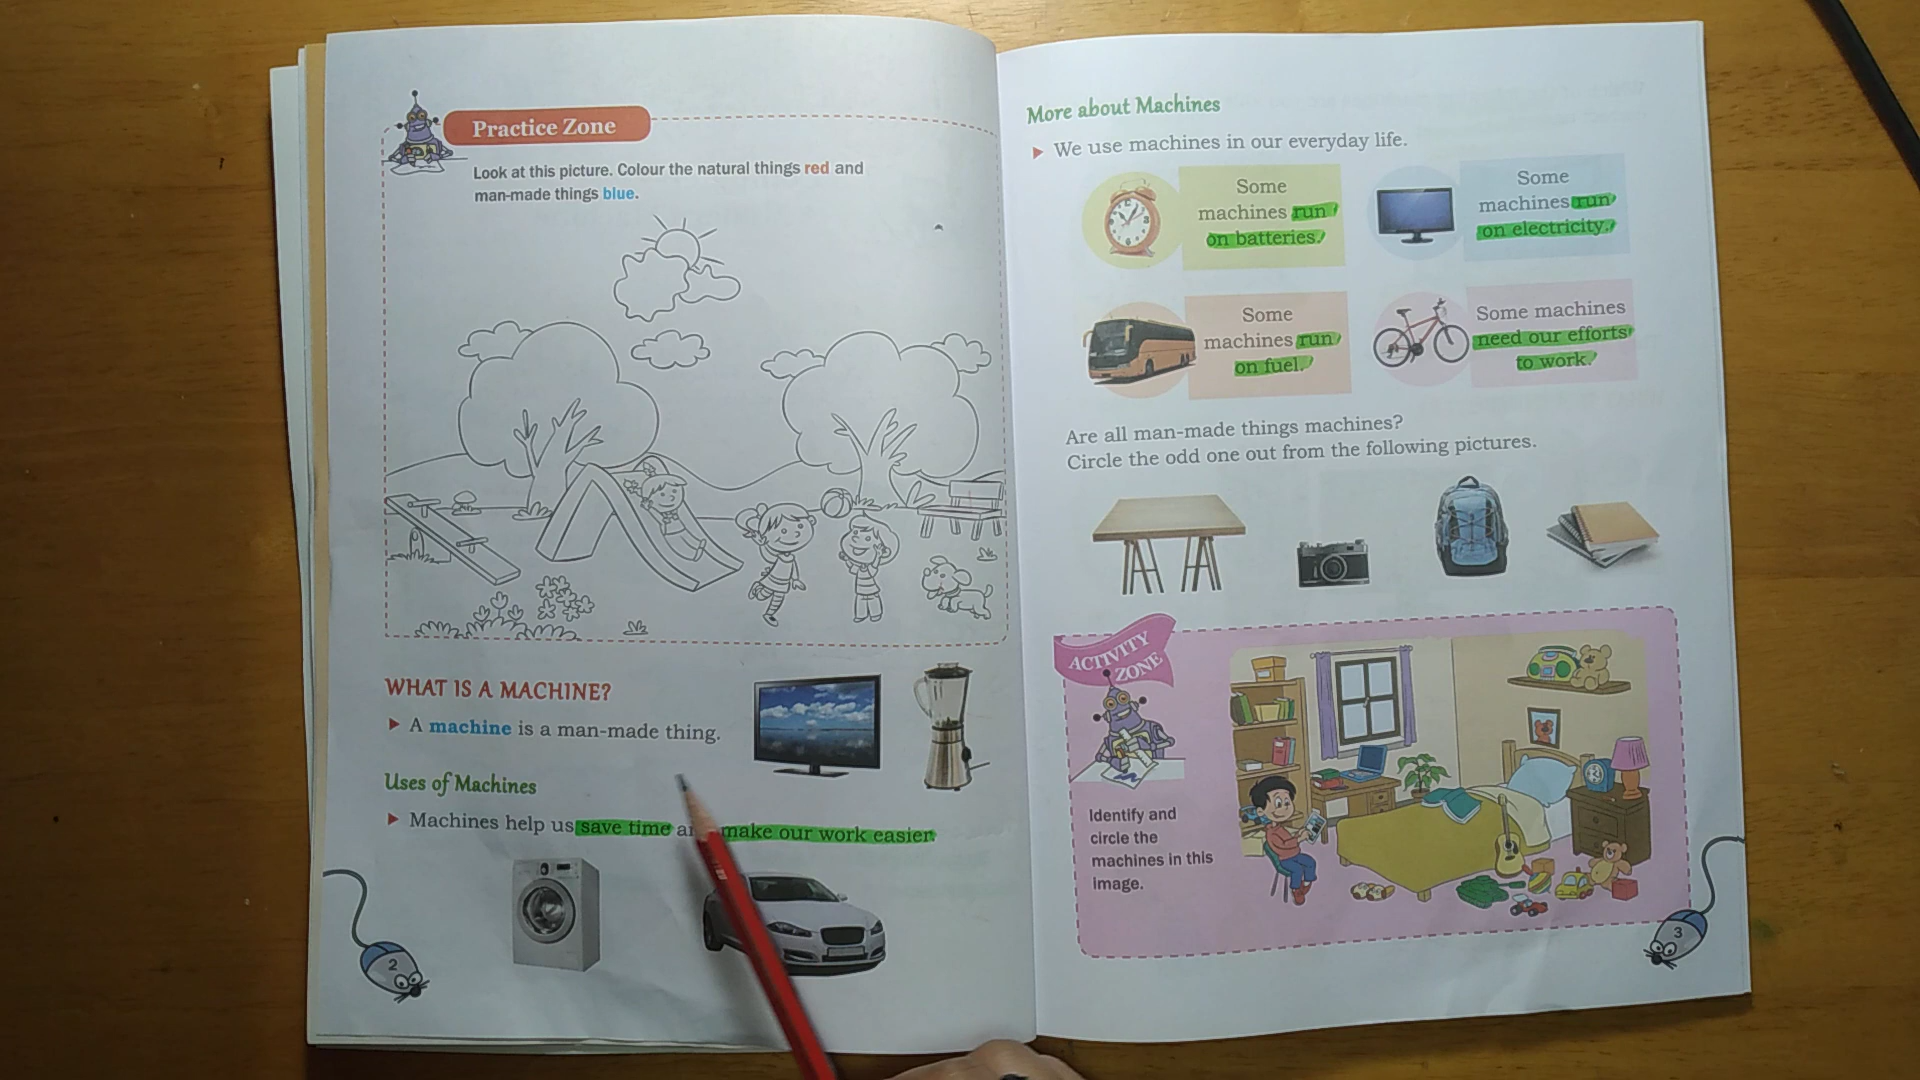 Practice Zone
Look at this picture. Colour the natural things red and
man-made things blue.
WHAT IS A MACHINE?
A machine is a man-made thing.
Uses of Machines
Machines help us save time make our work easier.
2
More about Machines
We use machines in our everyday life.
Some
machines run
on batteries.
Some
machines run
on electricity.
Some
machines run
on fuel.
Some machines
need our efforts
to work.
Are all man-made things machines?
Circle the odd one out from the following pictures.
ACTIVITY
ZONE
Identify and
circle the
machines in this
image.
3